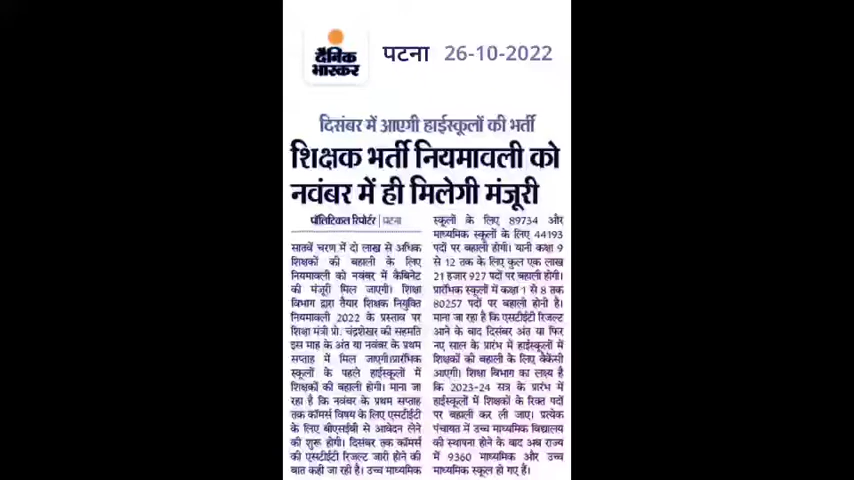 दैनिक
भास्कर
पटना 26-10-2022
दिसंबर में आएगी हाईस्कूलों की भर्ती
शिक्षक भर्ती नियमावली को
नवंबर में ही मिलेगी मंजूरी
पॉलिटिकल रिपोर्टर | पटना
सातवें चरण में दो लाख से अधिक
शिक्षकों की बहाली के लिए
नियमावली को नवंबर में कैबिनेट
की मंजूरी मिल जाएगी। शिक्षा
विभाग द्वारा तैयार शिक्षक नियुक्ति
नियमावली 2022 के प्रस्ताव पर
शिक्षा मंत्री प्रो. चंद्रशेखर की सहमति
इस माह के अंत या नवंबर के प्रथम
सप्ताह में मिल जाएगी।प्रारंभिक
स्कूलों के पहले हाईस्कूलों में
शिक्षकों की बहाली होगी। माना जा
रहा है कि नवंबर के प्रथम सप्ताह
तक कॉमर्स विषय के लिए एसटीईटी
के लिए बीएसईबी से आवेदन लेने
की शुरू होगी। दिसंबर तक कॉमर्स
की एसटीईटी रिजल्ट जारी होने की
बात कही जा रही है। उच्च माध्यमिक
स्कूलों के लिए 89734 और
माध्यमिक स्कूलों के लिए 44193
पदों पर बहाली होगी। यानी कक्षा 9
से 12 तक के लिए कुल एक लाख
21 हजार 927 पदों पर बहाली होगी।
प्रारंभिक स्कूलों में कक्षा 1 से 8 तक
80257 पदों पर बहाली होनी है।
माना जा रहा है कि एसटीईटी रिजल्ट
आने के बाद दिसंबर अंत या फिर
नए साल के प्रारंभ में हाईस्कूलों में
शिक्षकों की बहाली के लिए वेकेंसी
आएगी। शिक्षा विभाग का लक्ष्य है
कि 2023-24 सत्र के प्रारंभ में
हाईस्कूलों में शिक्षकों के रिक्त पदों
पर बहाली कर ली जाए। प्रत्येक
पंचायत में उच्च माध्यमिक विद्यालय
की स्थापना होने के बाद अब राज्य
में 9360 माध्यमिक और उच्च
माध्यमिक स्कूल हो गए हैं।